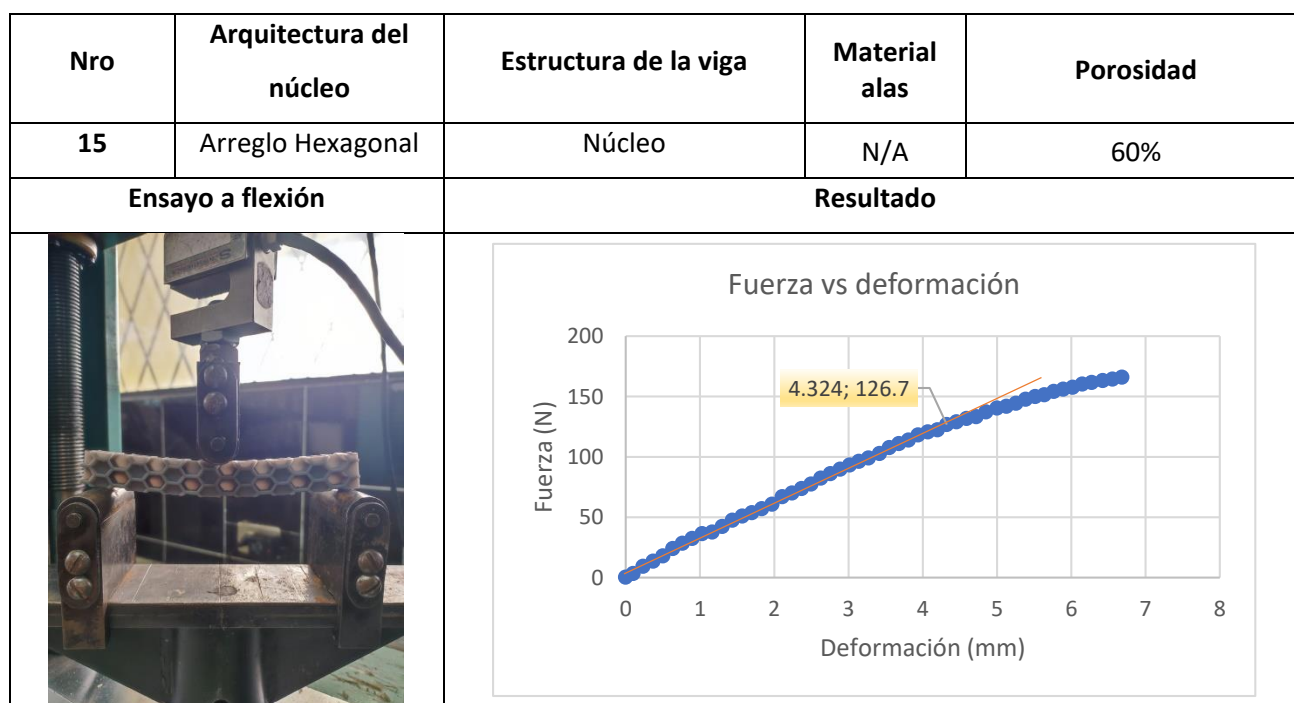 Nro
Arquitectura del
núcleo
Estructura de la viga
Material
alas
Porosidad
15
Arreglo Hexagonal
Núcleo
N/A
60%
Ensayo a flexión
Resultado
Fuerza vs deformación
Fuerza (N)
200
150
100
50
0
4.324; 126.7
0 1 2 3 4 5 6 7 8
Deformación (mm)